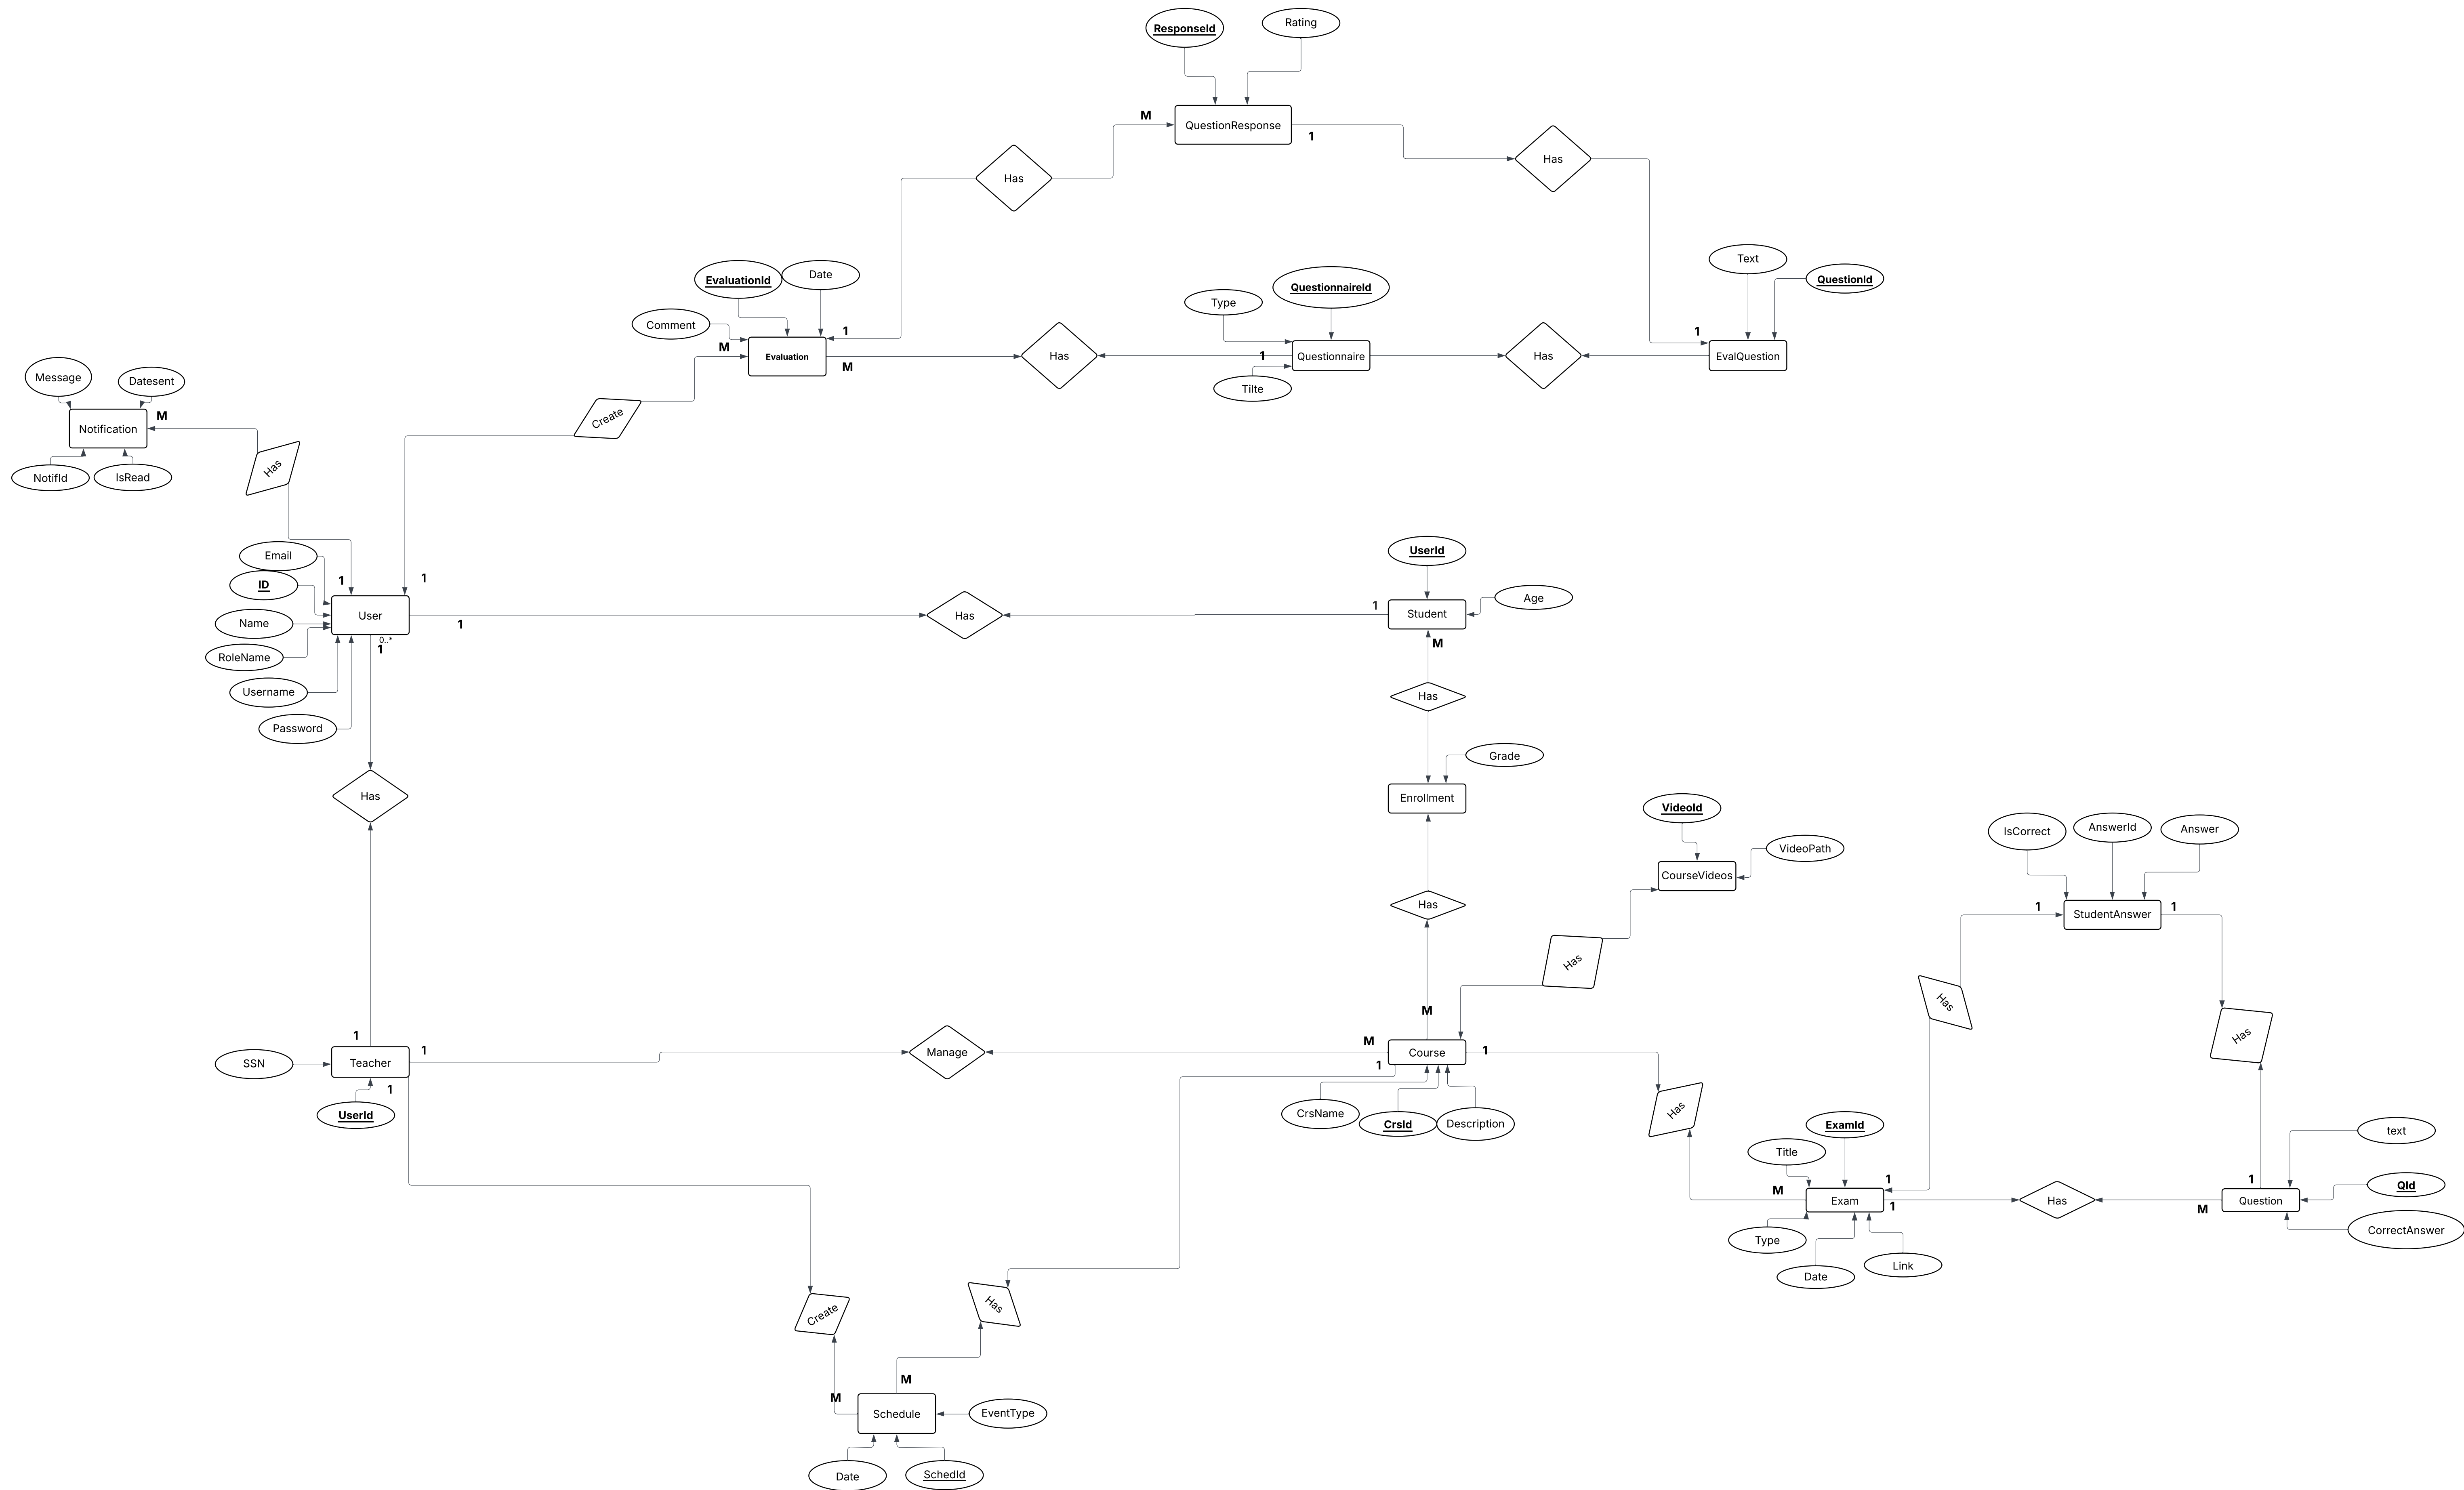 ResponseId
Rating
QuestionResponse
M
1
Has
Has
EvaluationId
Date
Comment
Evaluation
1
M
M
Has
Type
QuestionnaireId
Questionnaire
1
Tilte
Has
Text
QuestionId
1
EvalQuestion
Create
Message
Datesent
Notification
M
NotifId
IsRead
Has
Email
ID
Name
RoleName
Username
Password
User
1
1
1
0..*
1
Has
UserId
Age
1
Student
M
Has
Grade
Enrollment
Has
Has
VideoId
VideoPath
CourseVideos
Has
IsCorrect
AnswerId
Answer
1
StudentAnswer
1
Has
Has
1
Teacher
1
SSN
1
UserId
Manage
M
M
Course
1
1
CrsName
CrsId
Description
Has
ExamId
Title
M
Exam
1
1
Type
Date
Link
Has
1
Question
M
text
QId
CorrectAnswer
Create
Has
M
M
Schedule
EventType
Date
SchedId